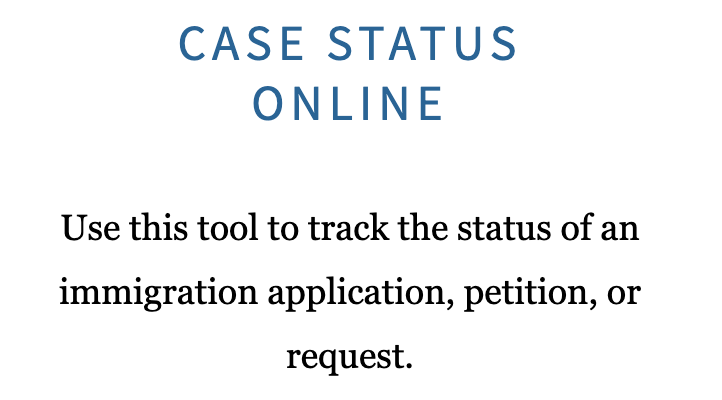 CASE STATUS
ONLINE
Use this tool to track the status of an
immigration application, petition, or
request.